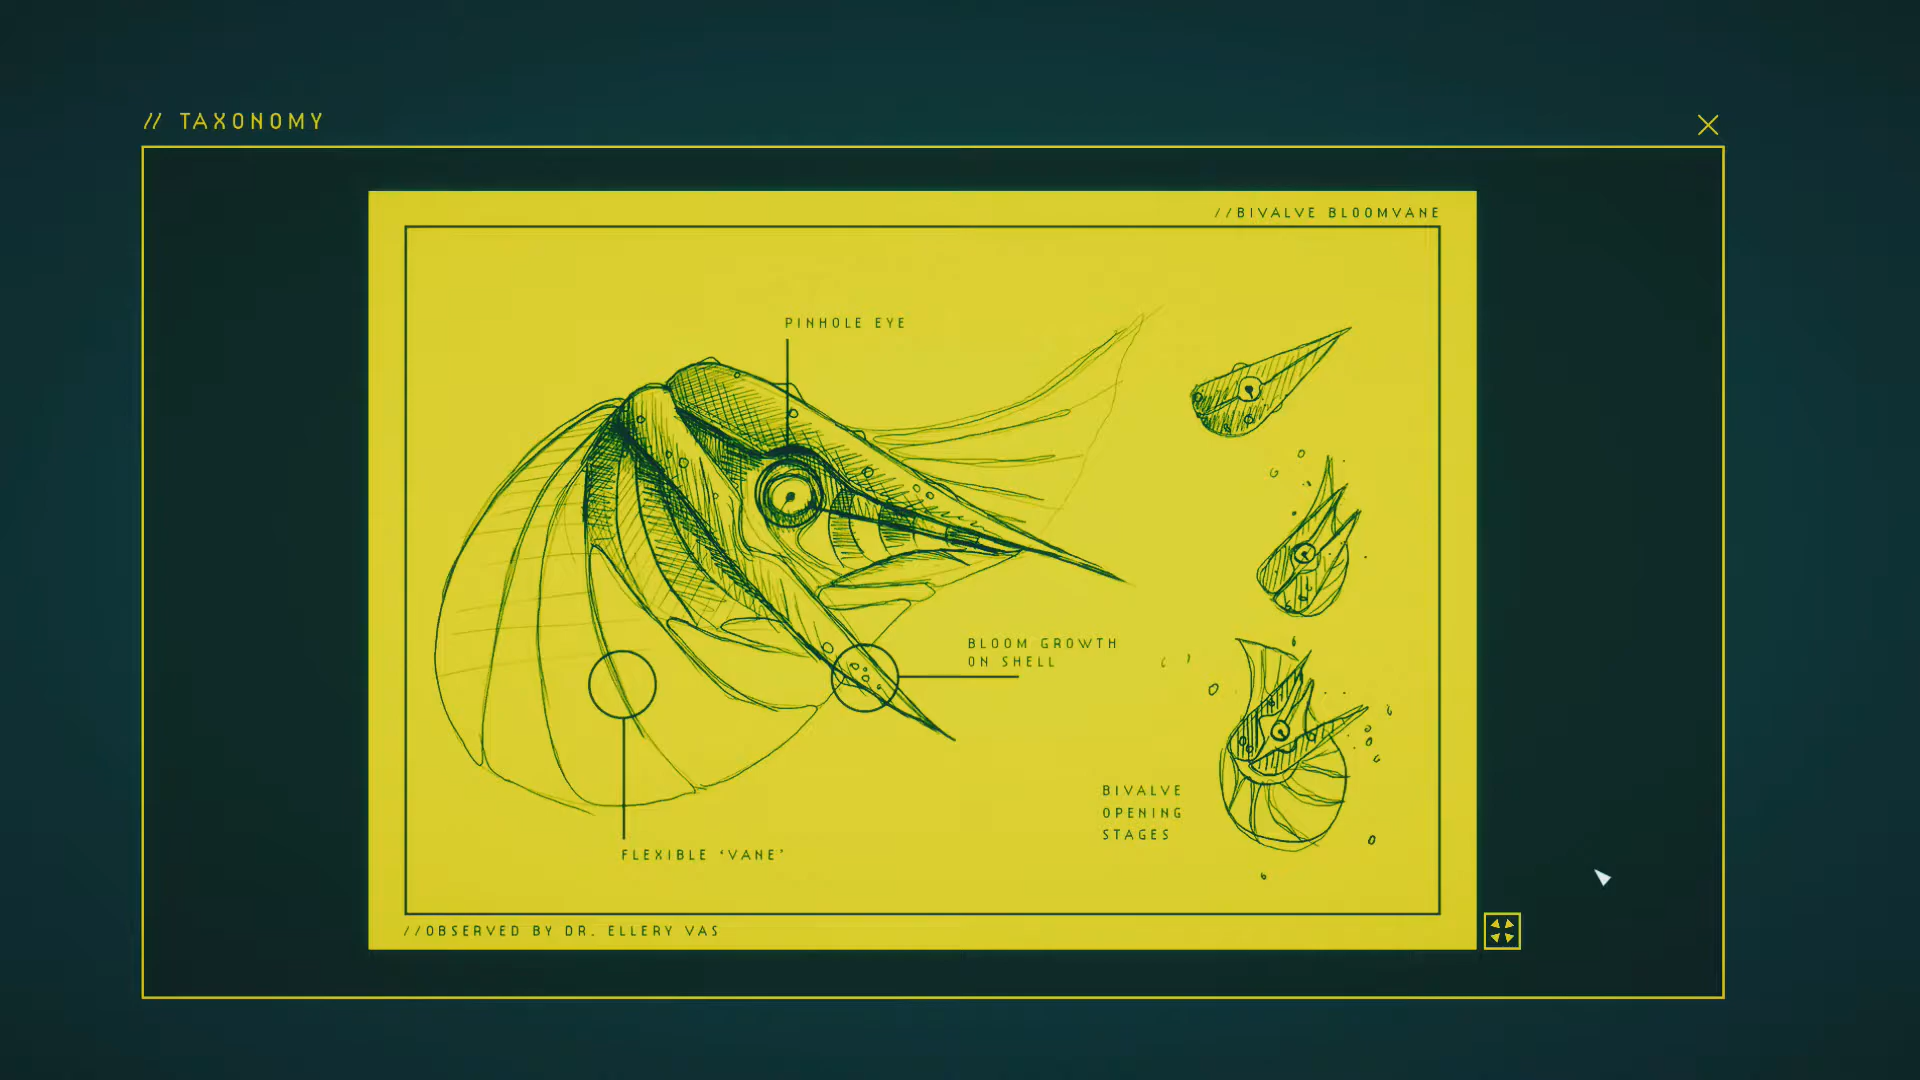 // TAXONOMY
//BIVALVE BLOOMVANE
PINHOLE EYE
BLOOM GROWTH
ON SHELL
BIVALVE
OPENING
STAGES
FLEXIBLE ‘VANE’
//OBSERVED BY DR. ELLERY VAS